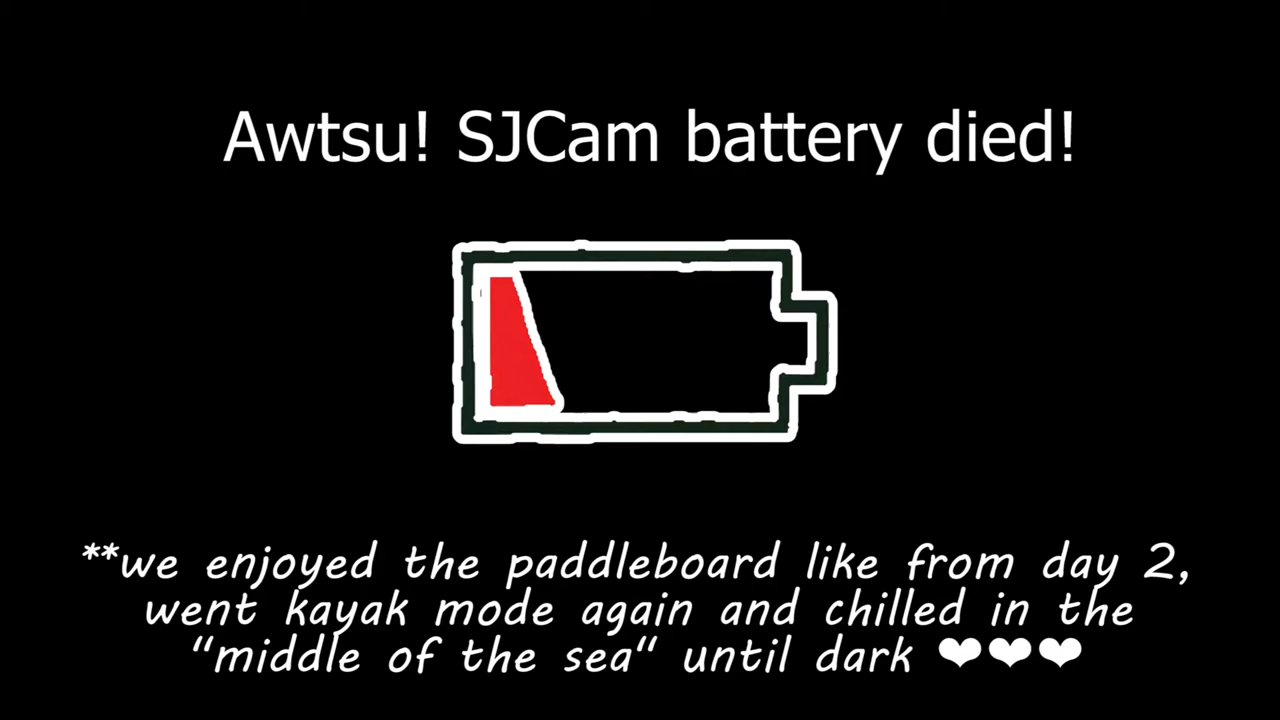 Awtsu! SJCam battery died!
**we enjoyed the paddleboard like from day 2,
went kayak mode again and chilled in the
"middle of the sea" until dark ❤❤❤